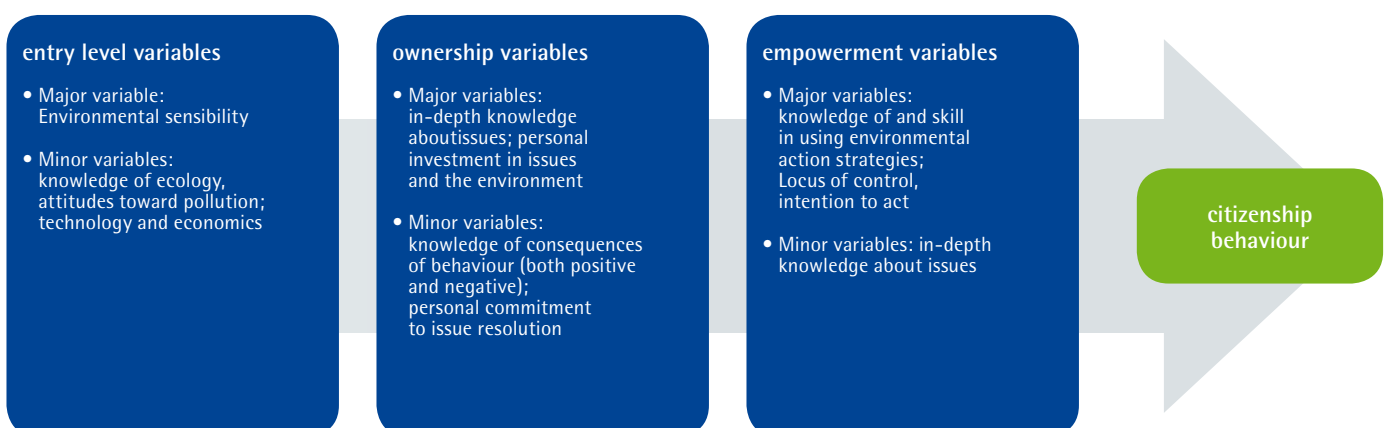 entry level variables
• Major variable:
Environmental sensibility
• Minor variables:
knowledge of ecology,
attitudes toward pollution;
technology and economics
ownership variables
• Major variables:
in-depth knowledge
aboutissues; personal
investment in issues
and the environment
• Minor variables:
knowledge of consequences
of behaviour (both positive
and negative);
personal commitment
to issue resolution
empowerment variables
• Major variables:
knowledge of and skill
in using environmental
action strategies;
Locus of control,
intention to act
• Minor variables: in-depth
knowledge about issues
citizenship
behaviour